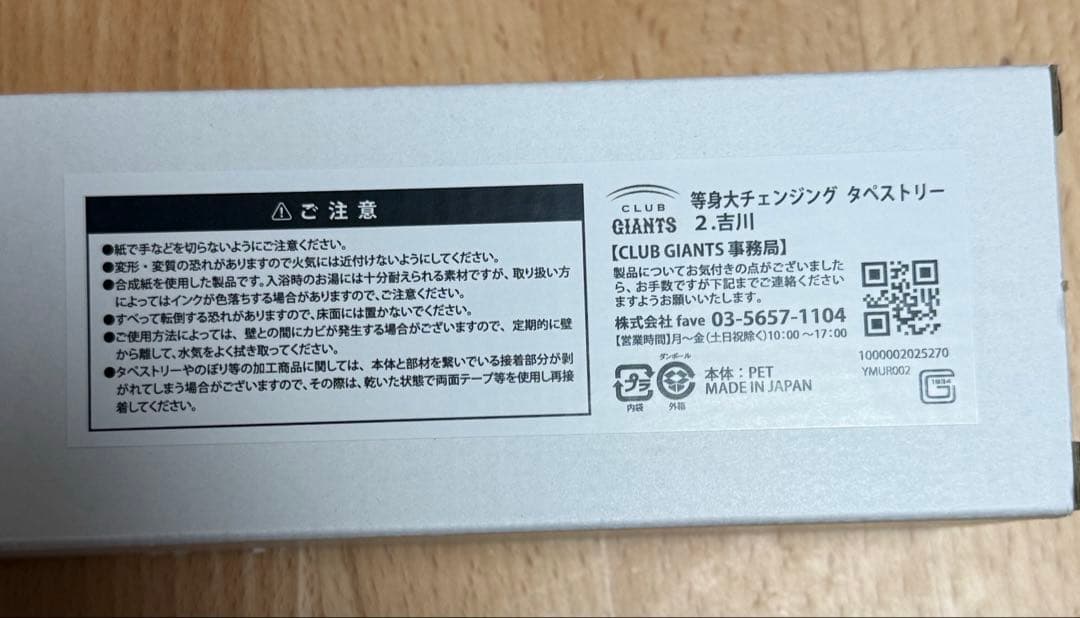 ご注意
●紙で手などを切らないようにご注意ください。
●変形・変質の恐れがありますので火気には近付けないようにしてください。
●合成紙を使用した製品です。入浴時のお湯には十分耐えられる素材ですが、取り扱い方
によってはインクが色落ちする場合がありますので、ご注意ください。
●すべって転倒する恐れがありますので、床面には置かないでください。
●ご使用方法によっては、壁との間にカビが発生する場合がございますので、定期的に壁
から離して、水気をよく拭き取ってください。
●タペストリーやのぼり等の加工商品に関しては、本体と部材を繋いでいる接着部分が剥
がれてしまう場合がございますので、その際は、乾いた状態で両面テープ等を使用し再接
着してください。
CLUB
GIANTS
等身大チェンジング タペストリー
2.吉川
【CLUB GIANTS 事務局】
製品についてお気付きの点がございました
ら、お手数ですが下記までご連絡ください
ますようお願いいたします。
株式会社 fave 03-5657-1104
【営業時間】月～金(土日祝除く)10:00～17:00
プラ
内袋
ダンボール
外箱
本体：PET
MADE IN JAPAN
1000002025270
YMUR002
1934
G